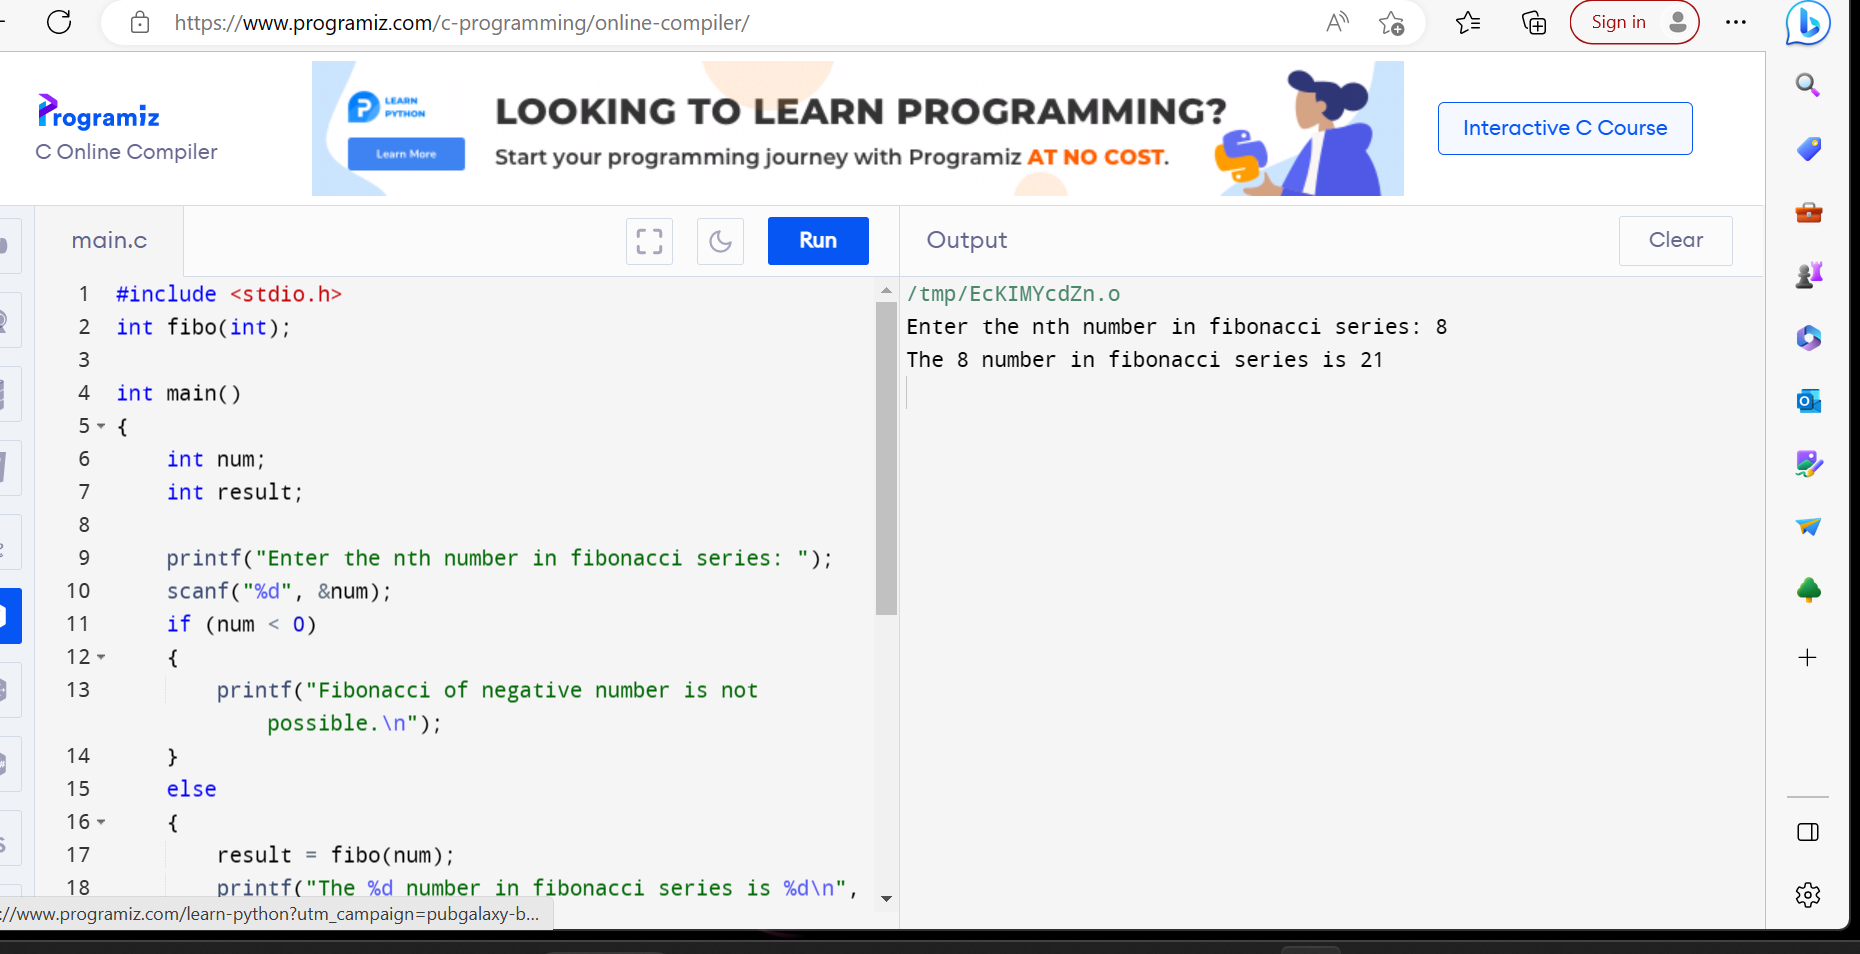 https://www.programiz.com/c-programming/online-compiler/
Sign in
Programiz
C Online Compiler
LEARN
PYTHON
Learn More
LOOKING TO LEARN PROGRAMMING?
Start your programming journey with Programiz AT NO COST.
Interactive C Course
main.c
Run
Output
Clear
1 #include <stdio.h>
2 int fibo(int);
3
4 int main()
5 {
6 int num;
7 int result;
8
9 printf("Enter the nth number in fibonacci series: ");
10 scanf("%d", &num);
11 if (num < 0)
12 {
13 printf("Fibonacci of negative number is not
possible.\n");
14 }
15 else
16 {
17 result = fibo(num);
18 printf("The %d number in fibonacci series is %d\n",
/tmp/EcKIMYcdZn.o
Enter the nth number in fibonacci series: 8
The 8 number in fibonacci series is 21
://www.programiz.com/learn-python?utm_campaign=pubgalaxy-b...